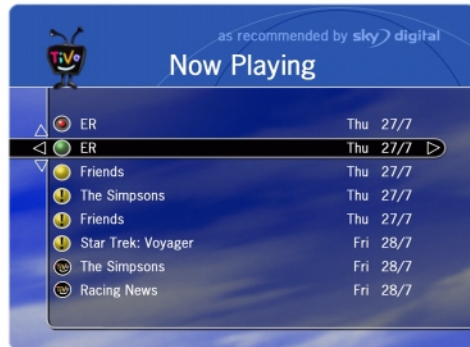 as recommended by sky digital
TiVo
Now Playing
ER Thu 27/7
ER Thu 27/7
Friends Thu 27/7
The Simpsons Thu 27/7
Friends Thu 27/7
Star Trek: Voyager Fri 28/7
The Simpsons Fri 28/7
Racing News Fri 28/7